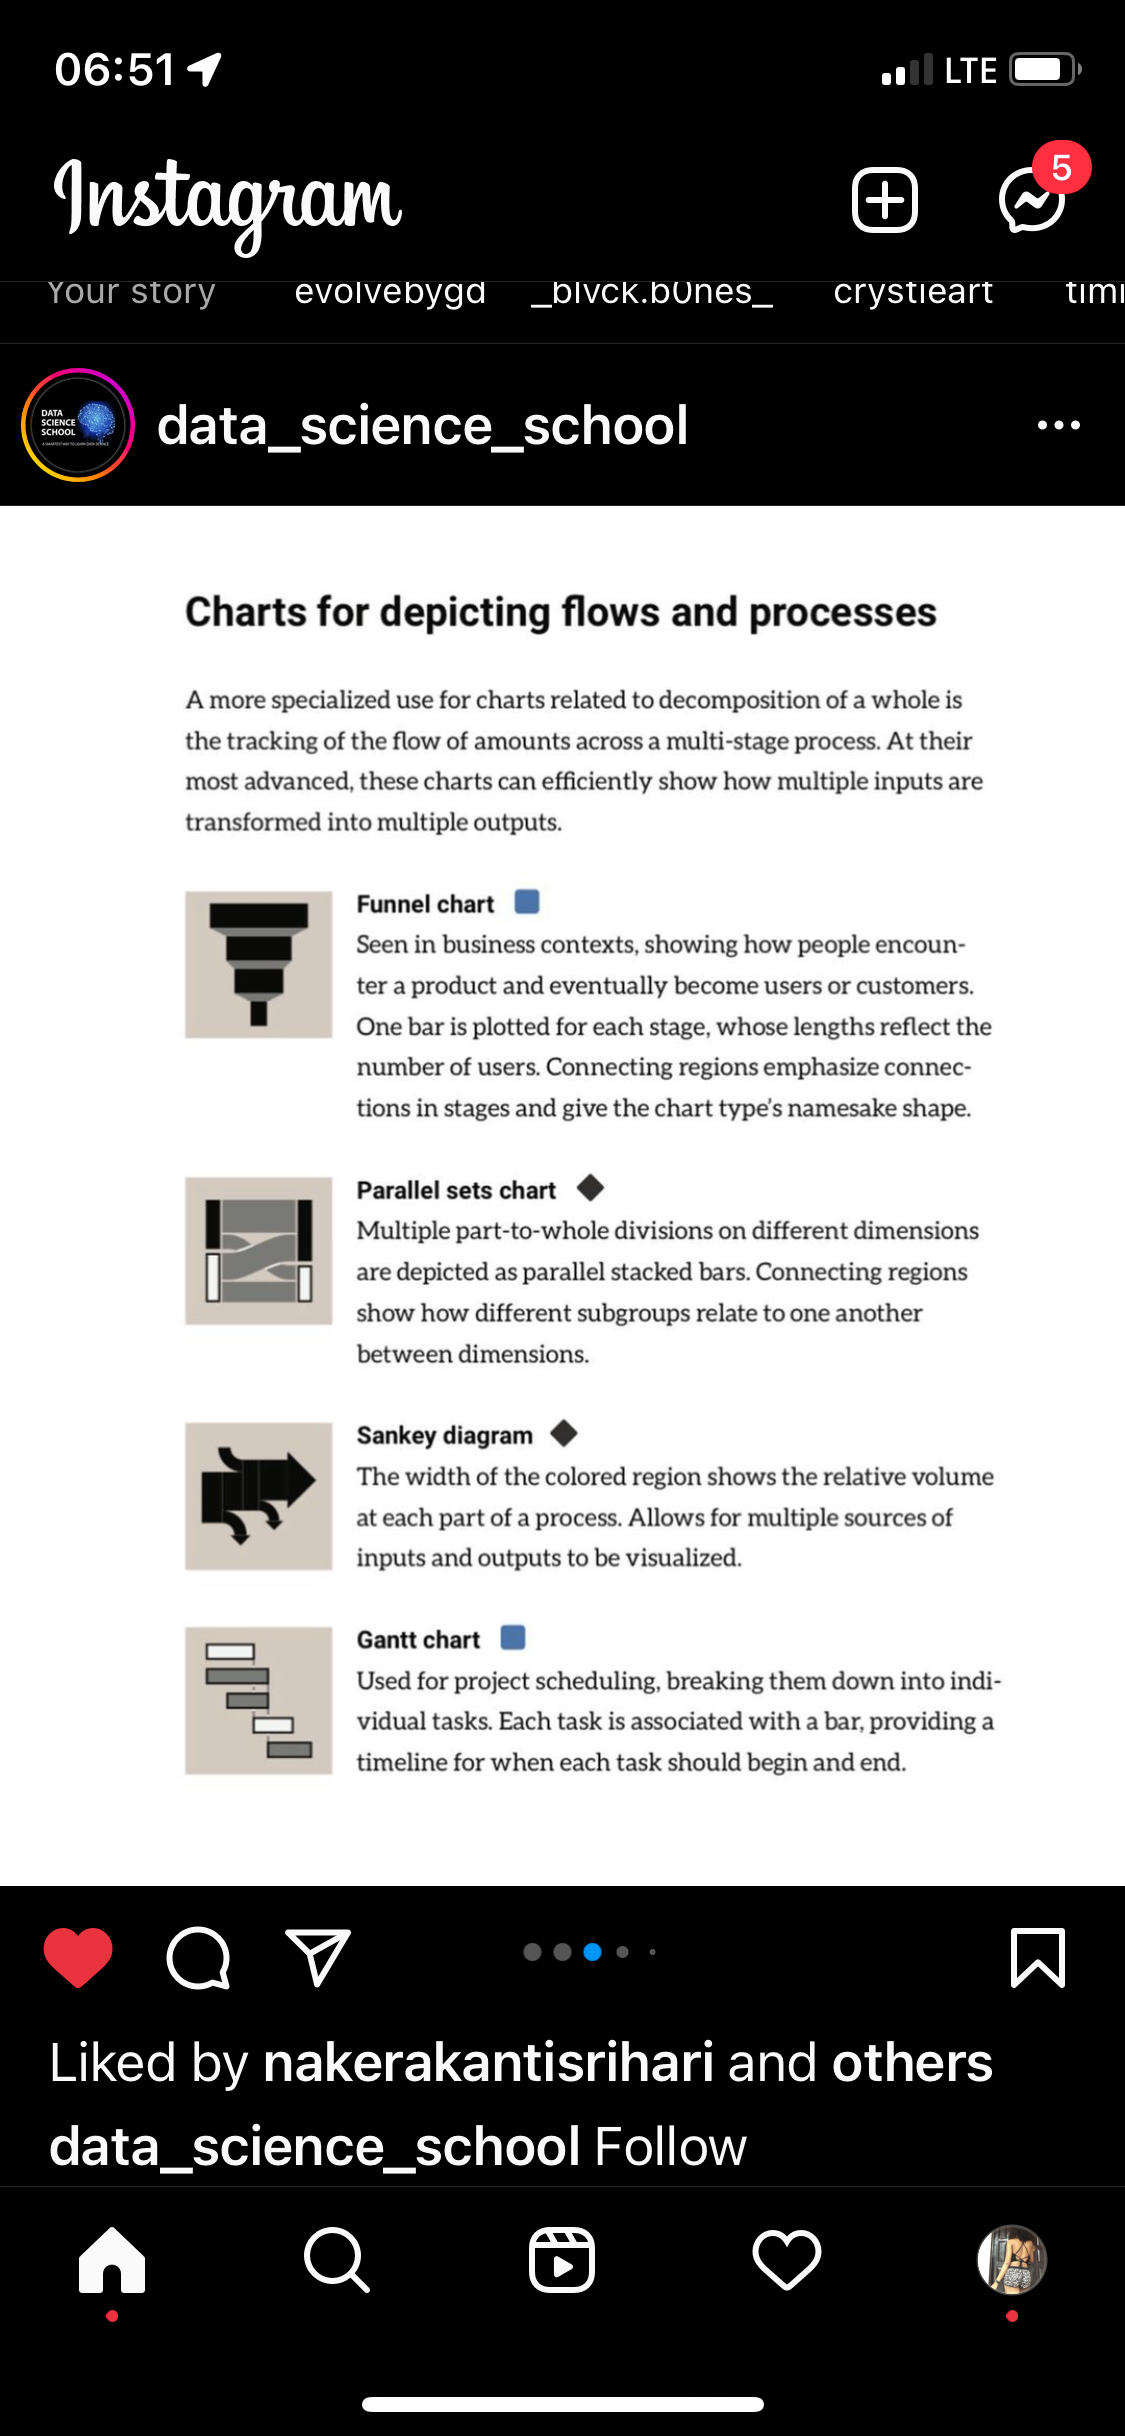 06:51
LTE
Instagram
5
Your story evolvebygd _blvck.b0nes_ crystieart timi
DATA
SCIENCE
SCHOOL
data_science_school
Charts for depicting flows and processes
A more specialized use for charts related to decomposition of a whole is
the tracking of the flow of amounts across a multi-stage process. At their
most advanced, these charts can efficiently show how multiple inputs are
transformed into multiple outputs.
Funnel chart
Seen in business contexts, showing how people encoun-
ter a product and eventually become users or customers.
One bar is plotted for each stage, whose lengths reflect the
number of users. Connecting regions emphasize connec-
tions in stages and give the chart type's namesake shape.
Parallel sets chart
Multiple part-to-whole divisions on different dimensions
are depicted as parallel stacked bars. Connecting regions
show how different subgroups relate to one another
between dimensions.
Sankey diagram
The width of the colored region shows the relative volume
at each part of a process. Allows for multiple sources of
inputs and outputs to be visualized.
Gantt chart
Used for project scheduling, breaking them down into indi-
vidual tasks. Each task is associated with a bar, providing a
timeline for when each task should begin and end.
Liked by nakerakantisrihari and others
data_science_school Follow